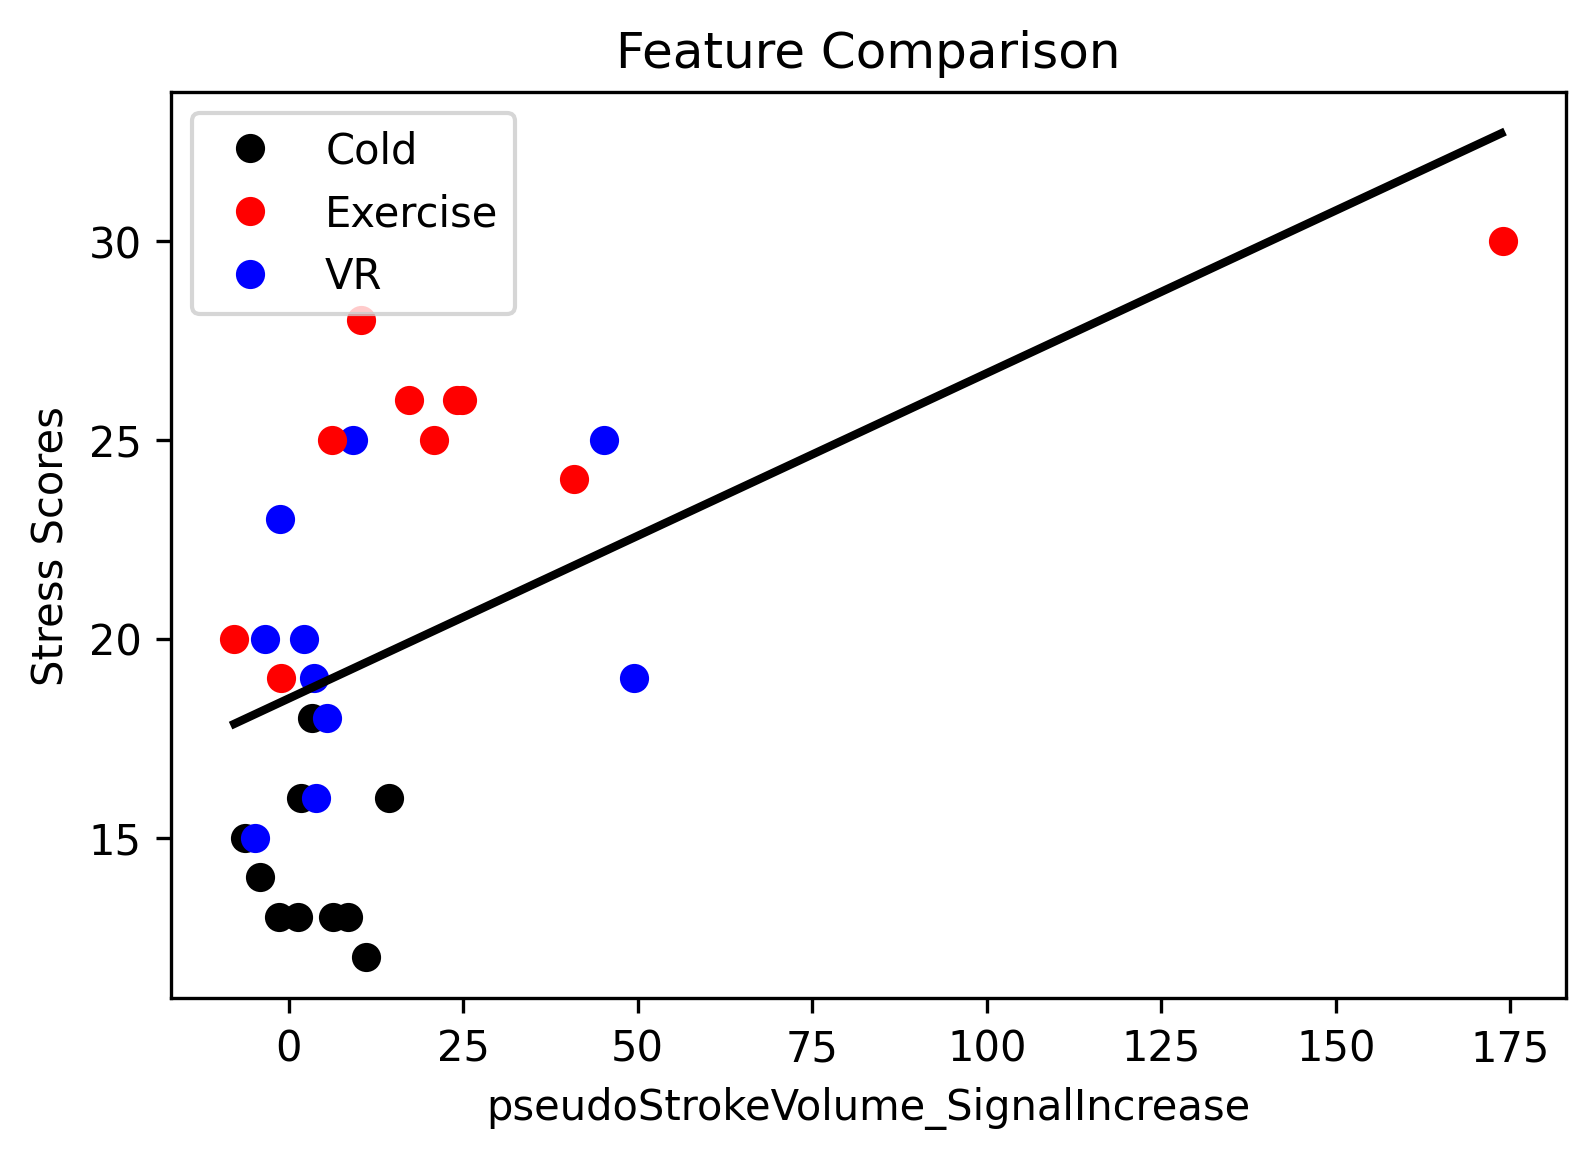 Feature Comparison
Cold
Exercise
VR
30
25
20
15
Stress Scores
0 25 50 75 100 125 150 175
pseudoStrokeVolume_SignalIncrease